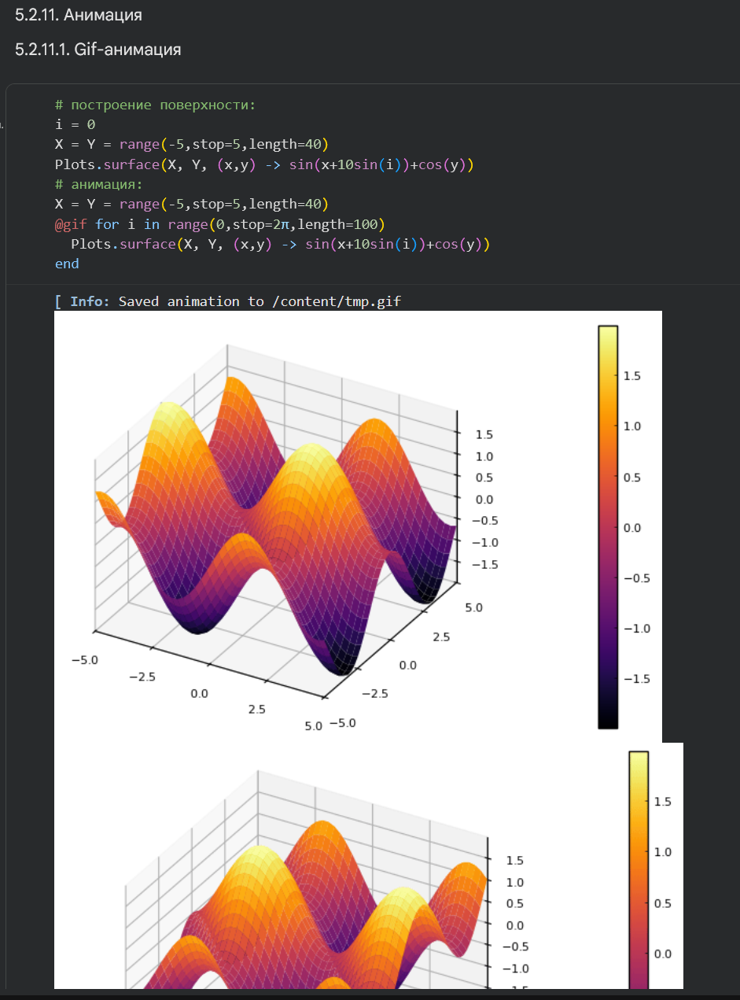 5.2.11. Анимация
5.2.11.1. Gif-анимация
# построение поверхности:
i = 0
X = Y = range(-5,stop=5,length=40)
Plots.surface(X, Y, (x,y) -> sin(x+10sin(i))+cos(y))
# анимация:
X = Y = range(-5,stop=5,length=40)
@gif for i in range(0,stop=2π,length=100)
  Plots.surface(X, Y, (x,y) -> sin(x+10sin(i))+cos(y))
end
[ Info: Saved animation to /content/tmp.gif
1.5
1.0
0.5
0.0
−0.5
−1.0
−1.5
1.5
1.0
0.5
0.0
−0.5
−1.0
−1.5
5.0
2.5
0.0
−2.5
−5.0
−5.0
−2.5
0.0
2.5
5.0
1.5
1.0
0.5
0.0
1.5
1.0
0.5
0.0
−0.5
−1.0